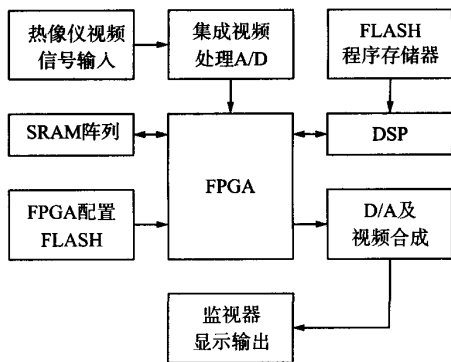 热像仪视频
信号输入
集成视频
处理A/D
FLASH
程序存储器
SRAM阵列
FPGA
DSP
FPGA配置
FLASH
D/A及
视频合成
监视器
显示输出